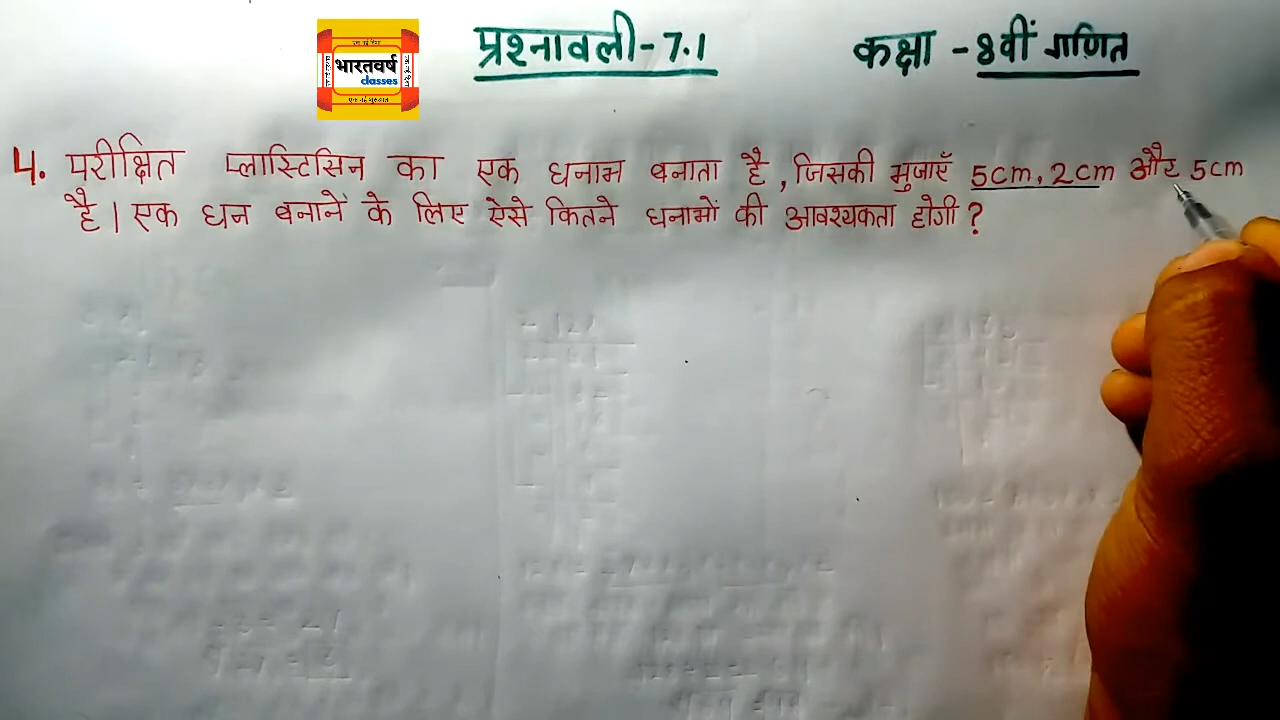 प्रश्नावली-7.1
कक्षा - 8वीं गणित
भारतवर्ष
classes
4. परीक्षित प्लास्टिसिन का एक घनाभ बनाता है, जिसकी भुजाएँ 5cm, 2cm और 5cm
है। एक घन बनानें के लिए ऐसे कितने घनाभों की आवश्यकता होगी?